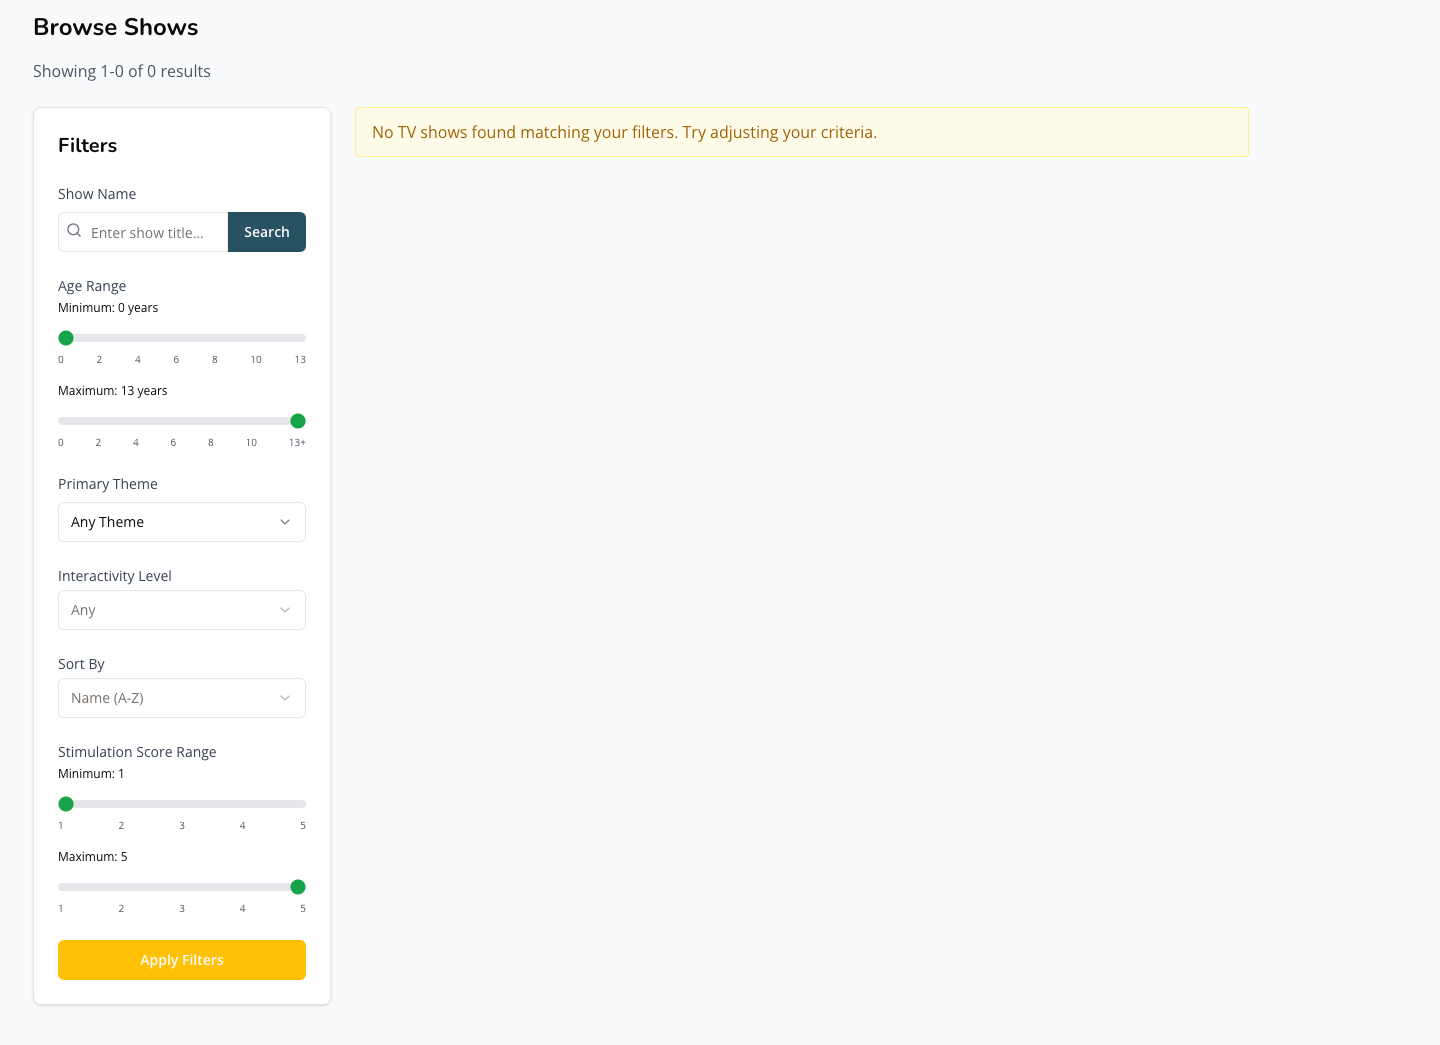 Browse Shows
Showing 1-0 of 0 results
Filters
Show Name
Enter show title...
Search
Age Range
Minimum: 0 years
0 2 4 6 8 10 13
Maximum: 13 years
0 2 4 6 8 10 13+
Primary Theme
Any Theme
Interactivity Level
Any
Sort By
Name (A-Z)
Stimulation Score Range
Minimum: 1
1 2 3 4 5
Maximum: 5
1 2 3 4 5
Apply Filters
No TV shows found matching your filters. Try adjusting your criteria.